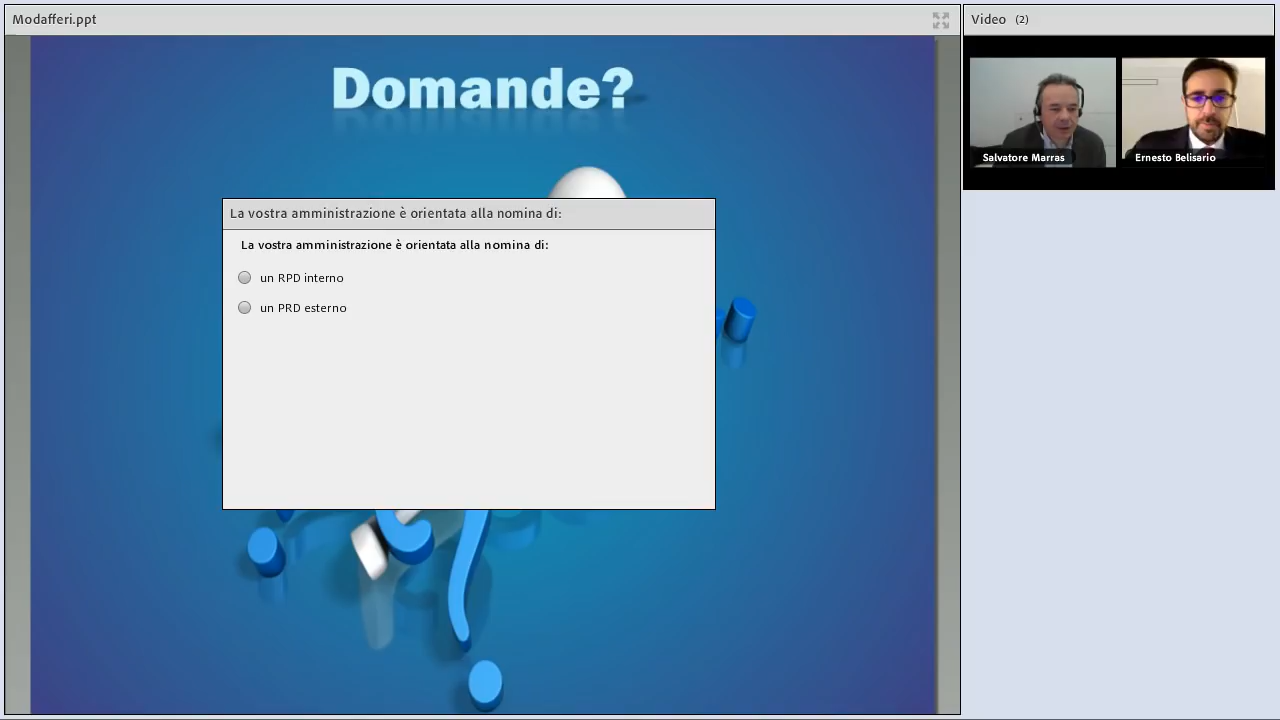 Modafferi.ppt
Domande?
La vostra amministrazione è orientata alla nomina di:
La vostra amministrazione è orientata alla nomina di:
un RPD interno
un PRD esterno
Video (2)
Salvatore Marras
Ernesto Belisario